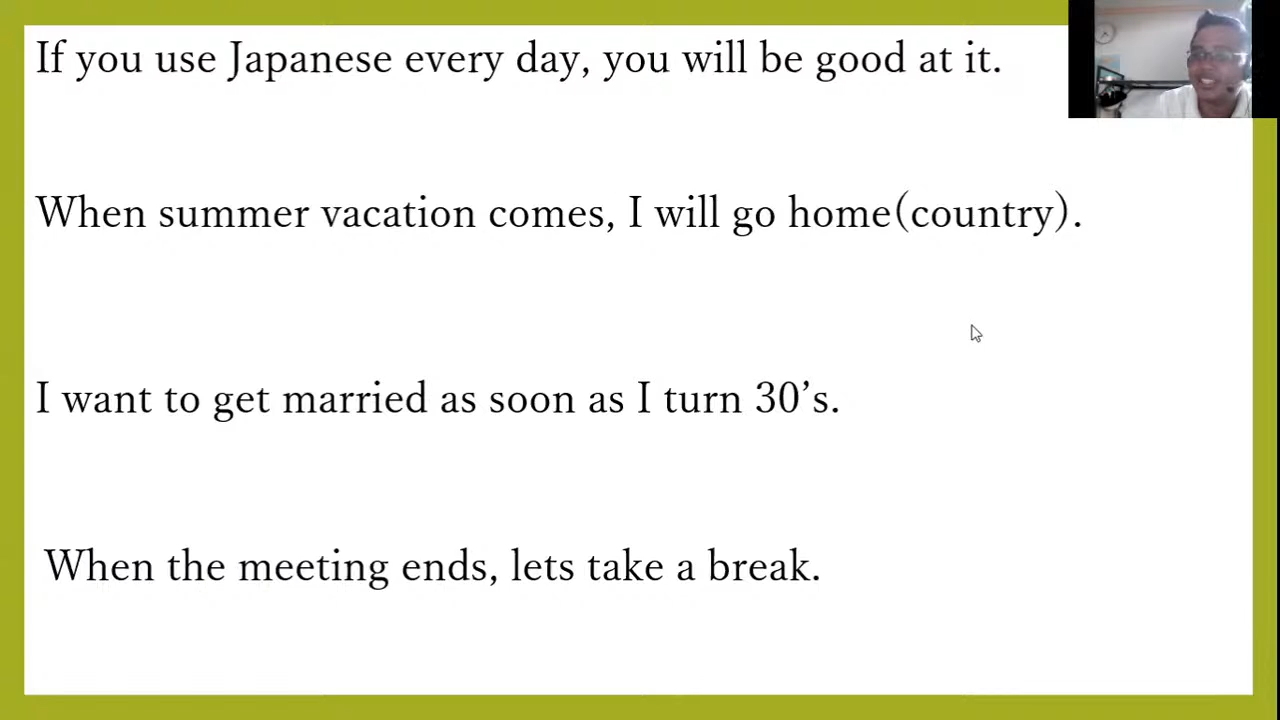 If you use Japanese every day, you will be good at it.
When summer vacation comes, I will go home(country).
I want to get married as soon as I turn 30’s.
When the meeting ends, lets take a break.